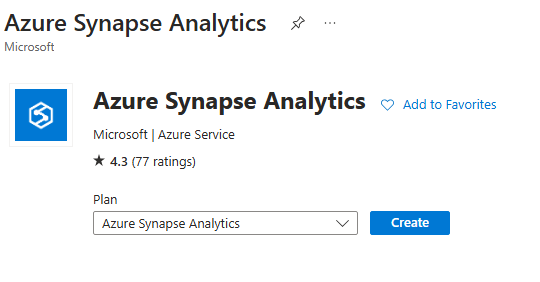 Azure Synapse Analytics
Microsoft
Azure Synapse Analytics Add to Favorites
Microsoft | Azure Service
★ 4.3 (77 ratings)
Plan
Azure Synapse Analytics Create